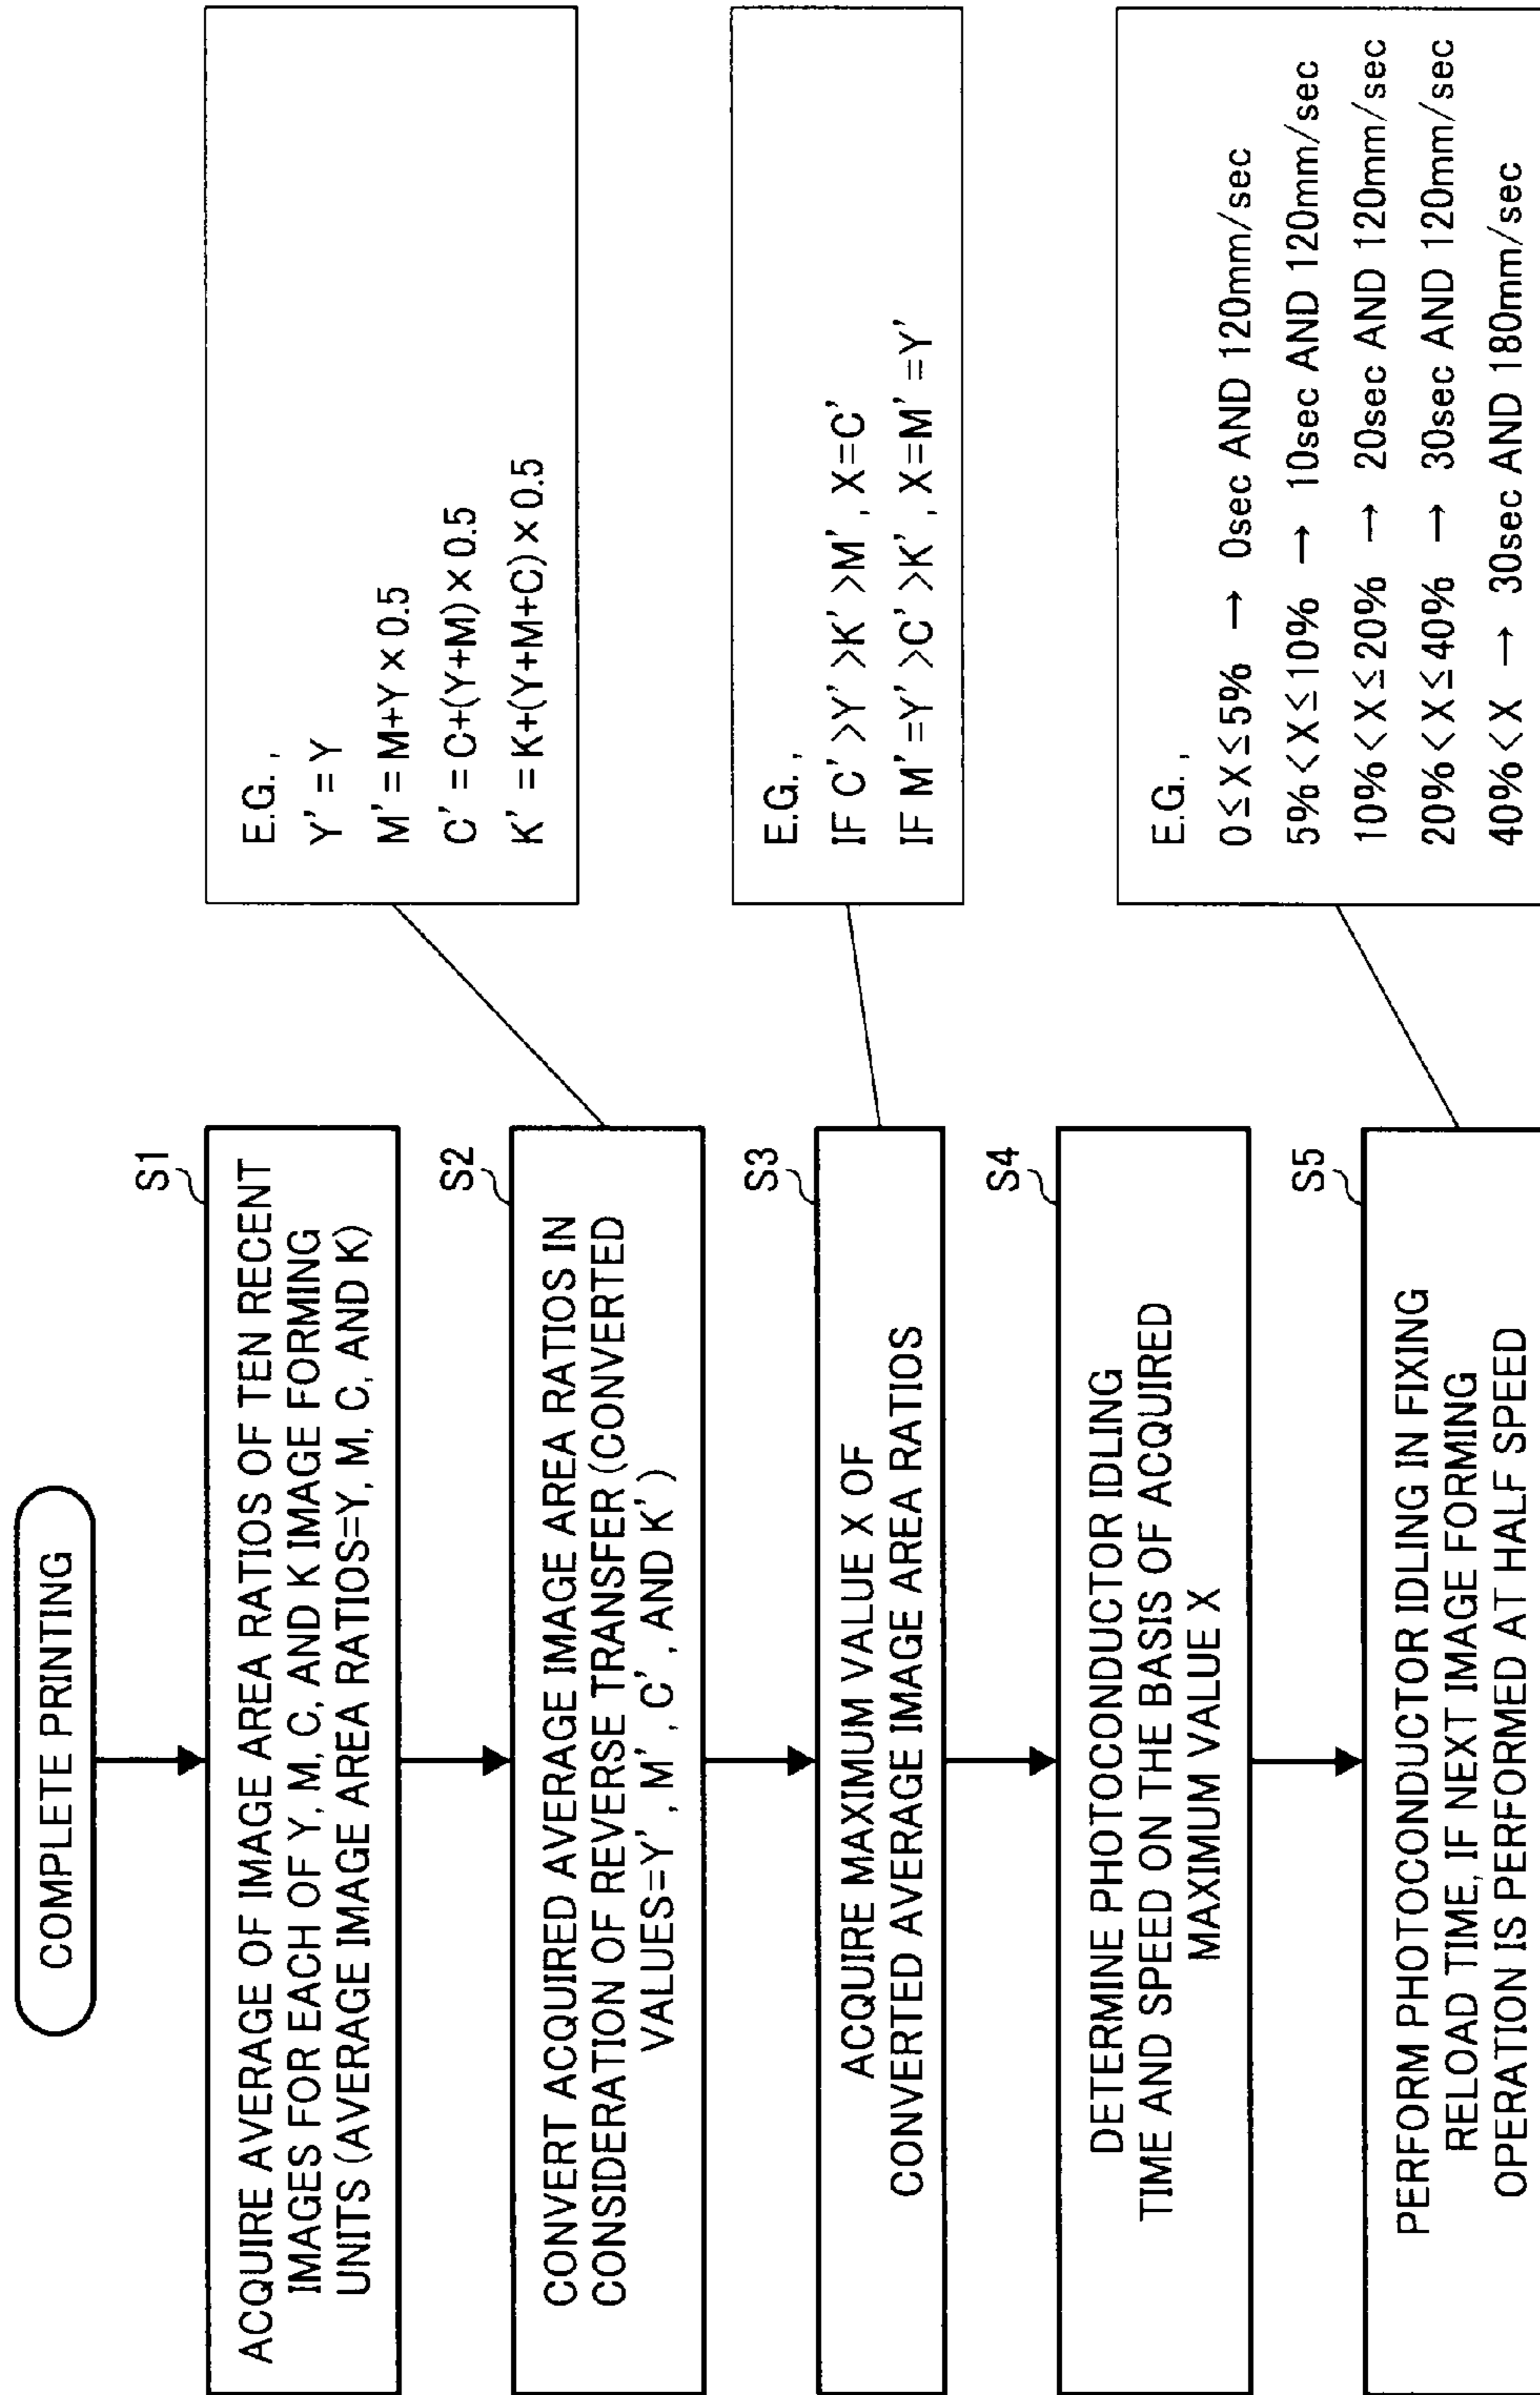 COMPLETE PRINTING
S1
ACQUIRE AVERAGE OF IMAGE AREA RATIOS OF TEN RECENT
IMAGES FOR EACH OF Y, M, C, AND K IMAGE FORMING
UNITS (AVERAGE IMAGE AREA RATIOS=Y, M, C, AND K)
S2
CONVERT ACQUIRED AVERAGE IMAGE AREA RATIOS IN
CONSIDERATION OF REVERSE TRANSFER (CONVERTED
VALUES=Y', M', C', AND K')
E.G.,
Y'=Y
M'=M+Y×0.5
C'=C+(Y+M)×0.5
K'=K+(Y+M+C)×0.5
S3
ACQUIRE MAXIMUM VALUE X OF
CONVERTED AVERAGE IMAGE AREA RATIOS
E.G.,
IF C'>Y'>K'>M', X=C'
IF M'=Y'>C'>K', X=M'=Y'
S4
DETERMINE PHOTOCONDUCTOR IDLING
TIME AND SPEED ON THE BASIS OF ACQUIRED
MAXIMUM VALUE X
S5
PERFORM PHOTOCONDUCTOR IDLING IN FIXING
RELOAD TIME, IF NEXT IMAGE FORMING
OPERATION IS PERFORMED AT HALF SPEED
E.G.,
0≤X≤5% → 0sec AND 120mm/sec
5%<X≤10% → 10sec AND 120mm/sec
10%<X≤20% → 20sec AND 120mm/sec
20%<X≤40% → 30sec AND 120mm/sec
40%<X → 30sec AND 180mm/sec